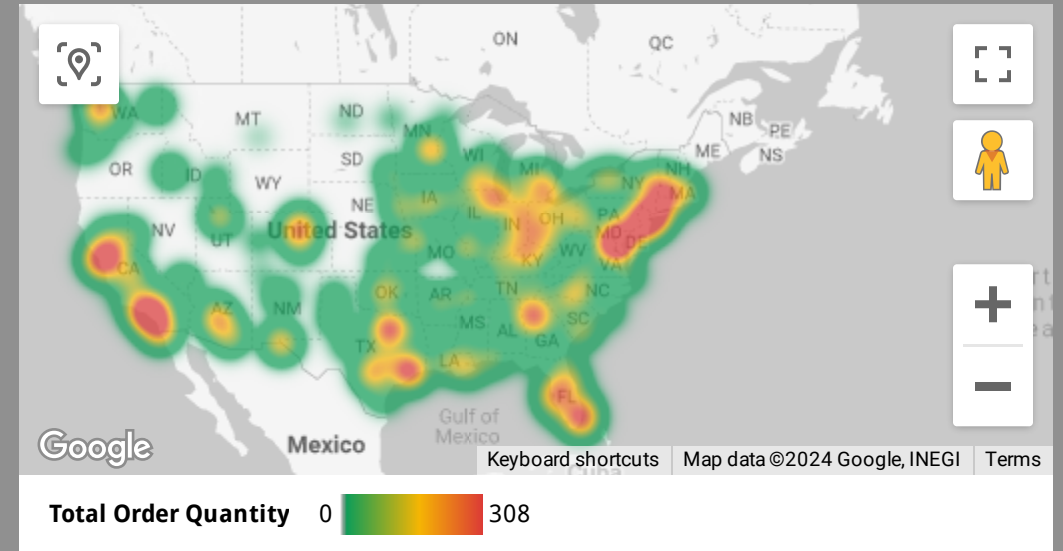 ON
QC
WA
MT
ND
MN
NB
PE
OR
ID
SD
WI
MI
ME
NS
NH
WY
NY
MA
NE
IA
NV
UT
United States
IL
IN
OH
PA
MD
DE
CA
MO
WV
KY
VA
AZ
NM
OK
AR
TN
NC
MS
AL
SC
GA
TX
LA
FL
Gulf of
Mexico
Mexico
Google
Cuba
Keyboard shortcuts
Map data ©2024 Google, INEGI
Terms
Total Order Quantity 0 308